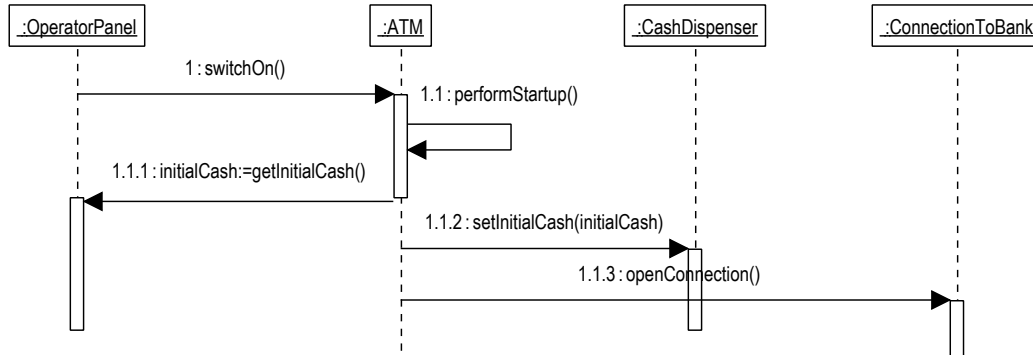 :OperatorPanel
:ATM
:CashDispenser
:ConnectionToBank
1 : switchOn()
1.1 : performStartup()
1.1.1 : initialCash:=getInitialCash()
1.1.2 : setInitialCash(initialCash)
1.1.3 : openConnection()